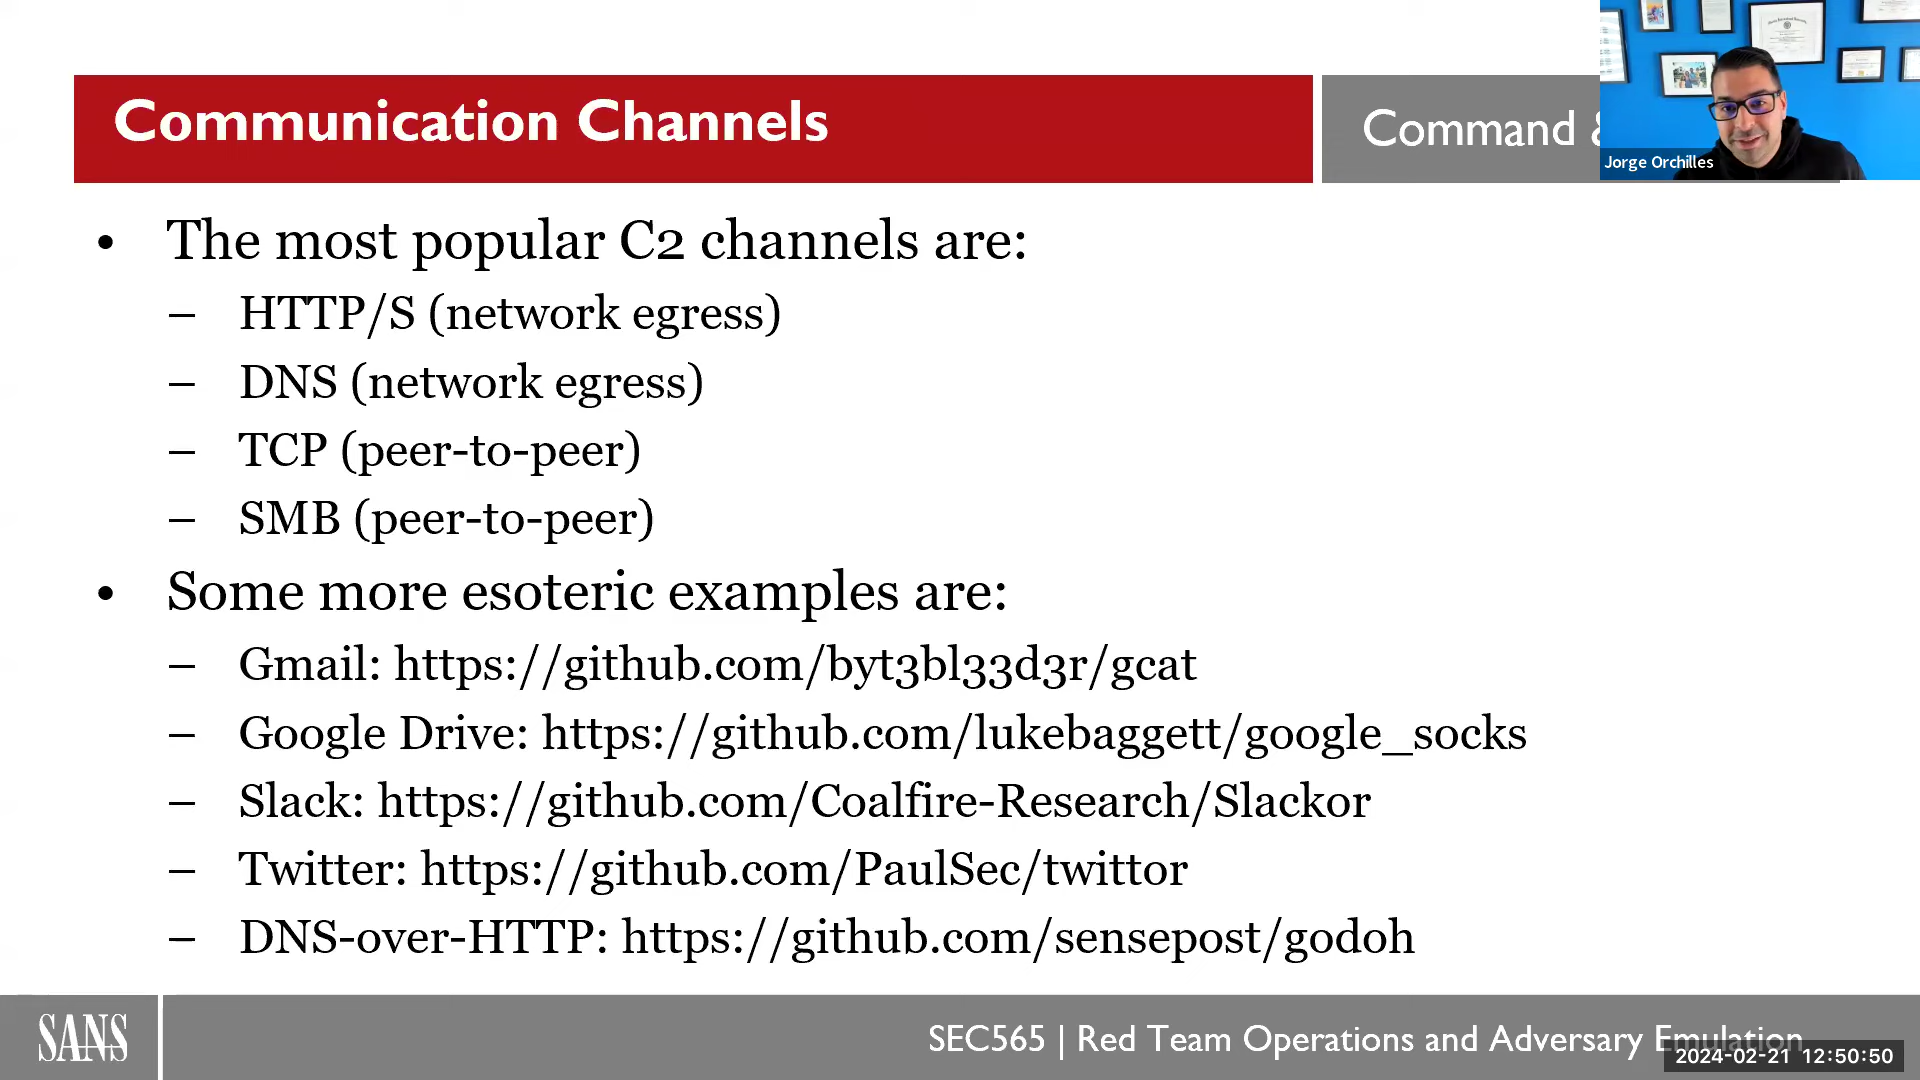 Communication Channels
Command &
Jorge Orchilles
• The most popular C2 channels are:
– HTTP/S (network egress)
– DNS (network egress)
– TCP (peer-to-peer)
– SMB (peer-to-peer)
• Some more esoteric examples are:
– Gmail: https://github.com/byt3bl33d3r/gcat
– Google Drive: https://github.com/lukebaggett/google_socks
– Slack: https://github.com/Coalfire-Research/Slackor
– Twitter: https://github.com/PaulSec/twittor
– DNS-over-HTTP: https://github.com/sensepost/godoh
SANS
SEC565 | Red Team Operations and Adversary Emulation
2024-02-21 12:50:50